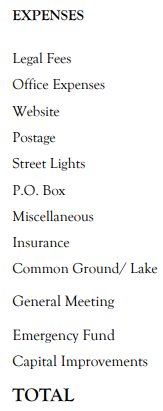 EXPENSES
Legal Fees
Office Expenses
Website
Postage
Street Lights
P.O. Box
Miscellaneous
Insurance
Common Ground/ Lake
General Meeting
Emergency Fund
Capital Improvements
TOTAL